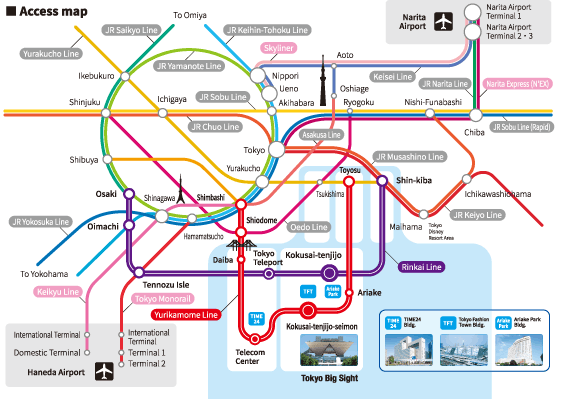 Access map
To Omiya
JR Saikyo Line
JR Keihin-Tohoku Line
Yurakucho Line
Skyliner
JR Yamanote Line
Narita
Airport
Narita Airport
Terminal 1
Narita Airport
Terminal 2・3
Aoto
Ikebukuro
Nippori
Keisei Line
Ueno
Oshiage
JR Narita Line
Narita Express (N'EX)
Shinjuku
Ichigaya
JR Sobu Line
Akihabara
Ryogoku
Nishi-Funabashi
JR Chuo Line
Asakusa Line
Chiba
JR Sobu Line (Rapid)
Tokyo
Shibuya
JR Musashino Line
Yurakucho
Toyosu
Osaki
Shinagawa
Shimbashi
Tsukishima
Shin-kiba
Ichikawashiohama
JR Yokosuka Line
Oimachi
Shiodome
Hamamatsucho
Oedo Line
Maihama
Tokyo
Disney
Resort Area
JR Keiyo Line
Daiba
Tokyo
Teleport
Kokusai-tenjijo
Rinkai Line
To Yokohama
Tennozu Isle
Keikyu Line
Tokyo Monorail
Yurikamome Line
TFT
Ariake
Park
Ariake
TIME
24
Kokusai-tenjijo-seimon
International Terminal
Domestic Terminal
International
Terminal
Terminal 1
Terminal 2
Haneda Airport
Telecom
Center
Tokyo Big Sight
TIME
24
TIME24
Bldg.
TFT
Tokyo Fashion
Town Bldg.
Ariake
Park
Ariake Park
Bldg.